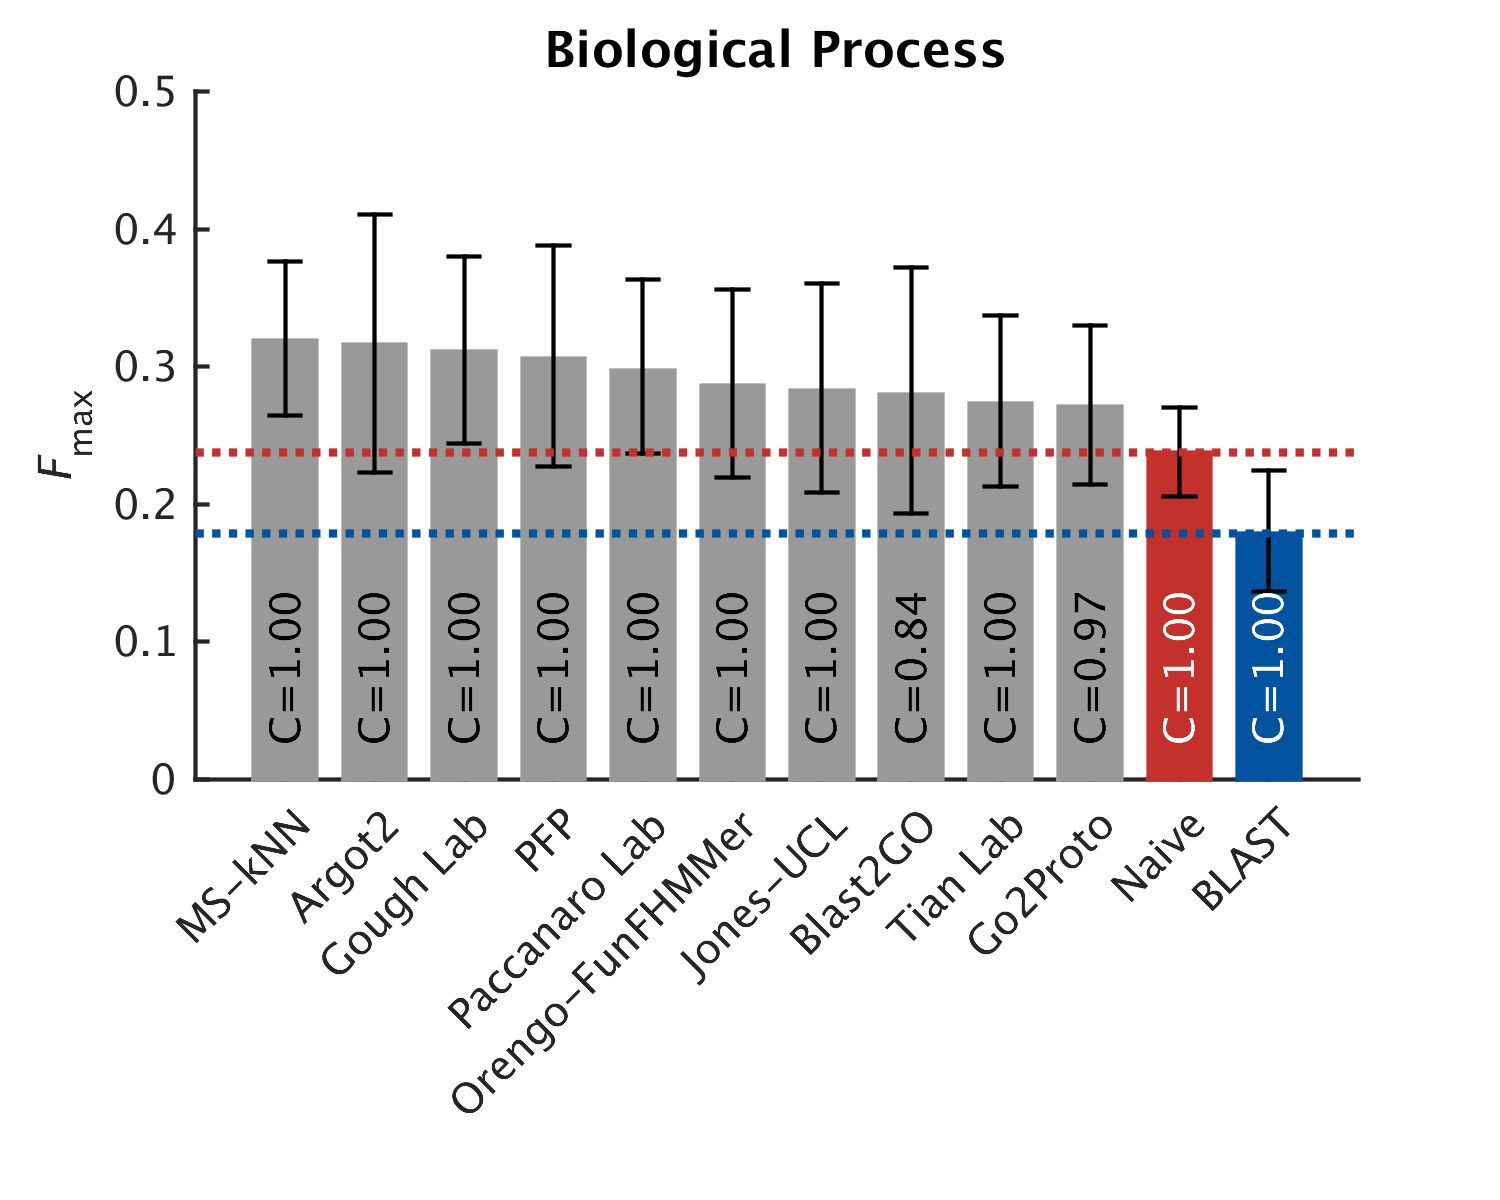 Biological Process
0.5
0.4
0.3
0.2
0.1
0
Fmax
C=1.00
C=1.00
C=1.00
C=1.00
C=1.00
C=1.00
C=1.00
C=0.84
C=1.00
C=0.97
C=1.00
C=1.00
MS-kNN
Argot2
Gough Lab
PFP
Paccanaro Lab
Orengo-FunFHMMer
Jones-UCL
Blast2GO
Tian Lab
Go2Proto
Naive
BLAST